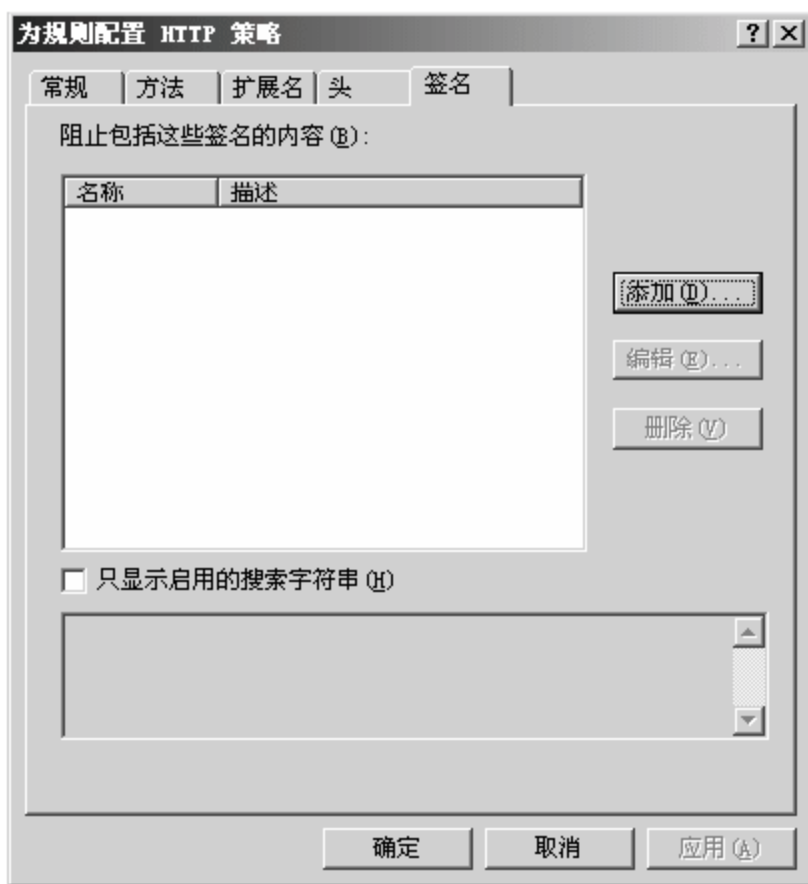 为规则配置 HTTP 策略
常规 方法 扩展名 头 签名
阻止包括这些签名的内容(B):
名称 描述
添加(D)...
编辑(E)...
删除(V)
只显示启用的搜索字符串(H)
确定 取消 应用(A)